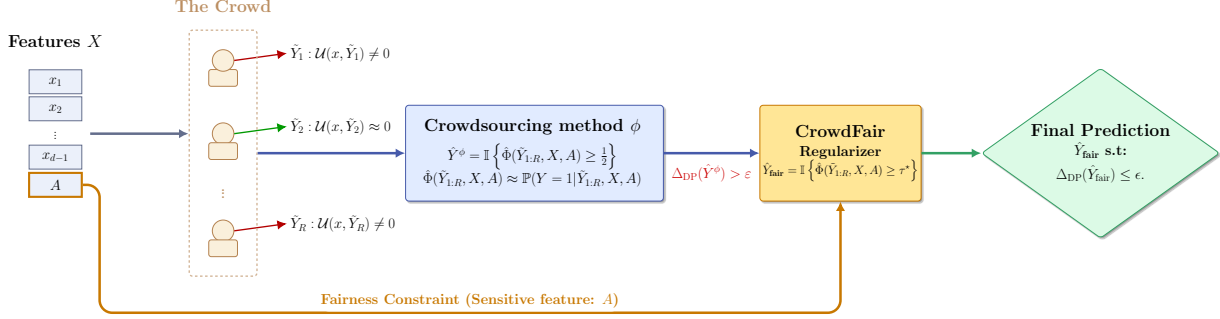 The Crowd
Features X
x₁
x₂
⋮
x_{d−1}
A
Ỹ₁ : 𝒰(x, Ỹ₁) ≠ 0
Ỹ₂ : 𝒰(x, Ỹ₂) ≈ 0
⋮
Ỹ_R : 𝒰(x, Ỹ_R) ≠ 0
Crowdsourcing method ϕ
Ŷ^ϕ = 𝕀 { Φ̂(Ỹ_{1:R}, X, A) ≥ 1/2 }
Φ̂(Ỹ_{1:R}, X, A) ≈ ℙ(Y = 1|Ỹ_{1:R}, X, A)
Δ_DP(Ŷ^ϕ) > ε
CrowdFair
Regularizer
Ŷ_fair = 𝕀 { Φ̂(Ỹ_{1:R}, X, A) ≥ τ⋆ }
Final Prediction
Ŷ_fair s.t:
Δ_DP(Ŷ_fair) ≤ ϵ.
Fairness Constraint (Sensitive feature: A)